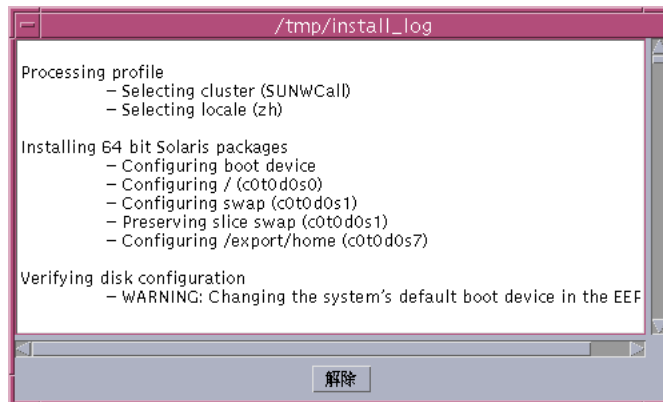 /tmp/install_log
Processing profile
– Selecting cluster (SUNWCall)
– Selecting locale (zh)
Installing 64 bit Solaris packages
– Configuring boot device
– Configuring / (c0t0d0s0)
– Configuring swap (c0t0d0s1)
– Preserving slice swap (c0t0d0s1)
– Configuring /export/home (c0t0d0s7)
Verifying disk configuration
– WARNING: Changing the system's default boot device in the EEF
解除